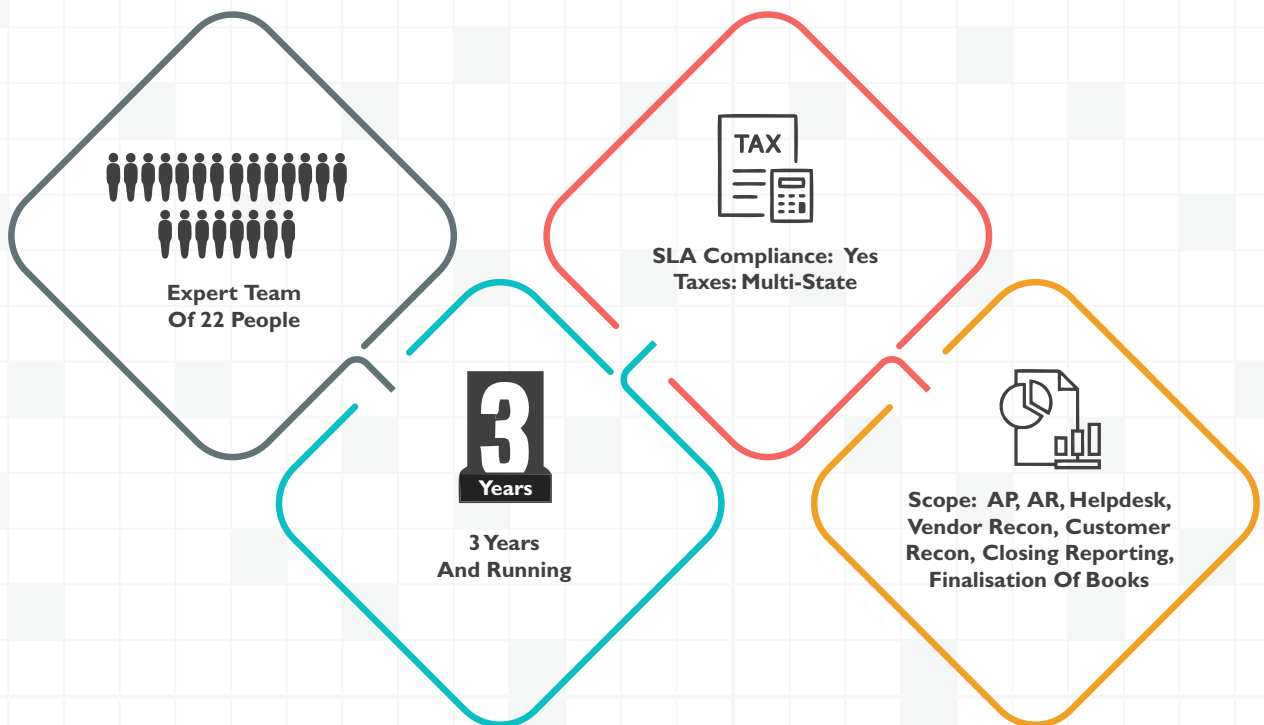 Expert Team
Of 22 People
3
Years
3 Years
And Running
TAX
SLA Compliance: Yes
Taxes: Multi-State
Scope: AP, AR, Helpdesk,
Vendor Recon, Customer
Recon, Closing Reporting,
Finalisation Of Books